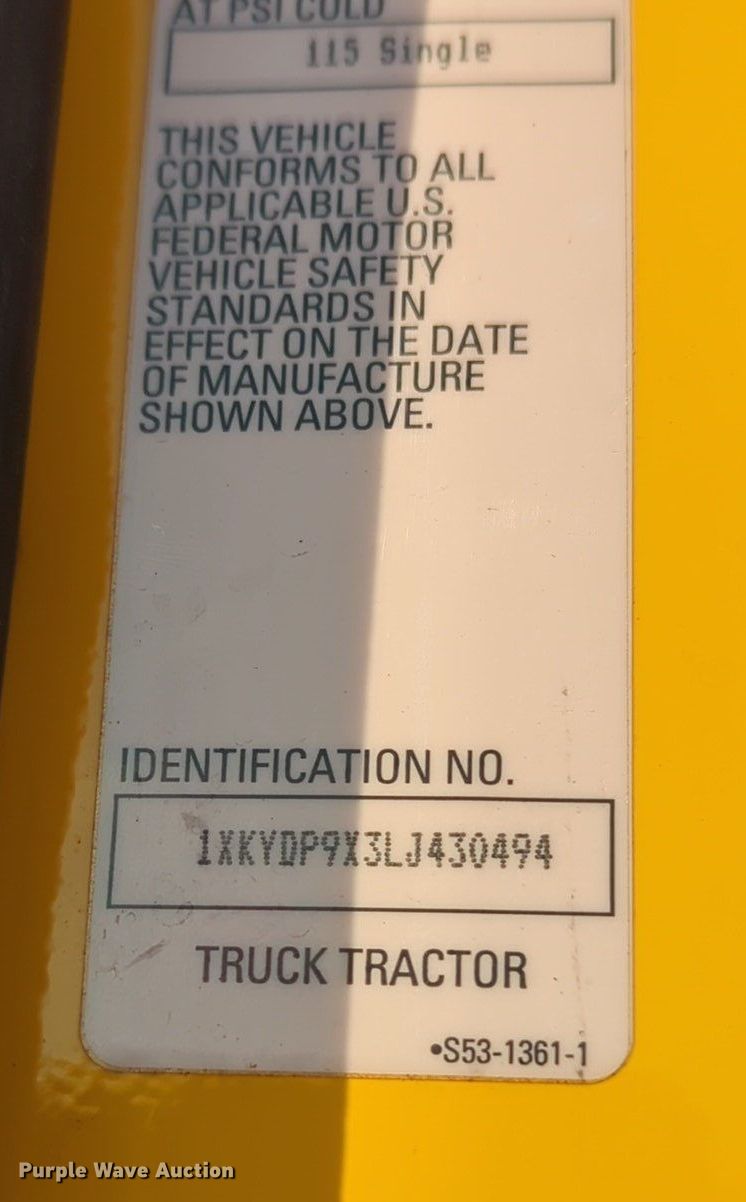 AT PSI COLD
115 Single
THIS VEHICLE
CONFORMS TO ALL
APPLICABLE U.S.
FEDERAL MOTOR
VEHICLE SAFETY
STANDARDS IN
EFFECT ON THE DATE
OF MANUFACTURE
SHOWN ABOVE.
IDENTIFICATION NO.
1XKYDP9X3LJ430494
TRUCK TRACTOR
•S53-1361-1
Purple Wave Auction